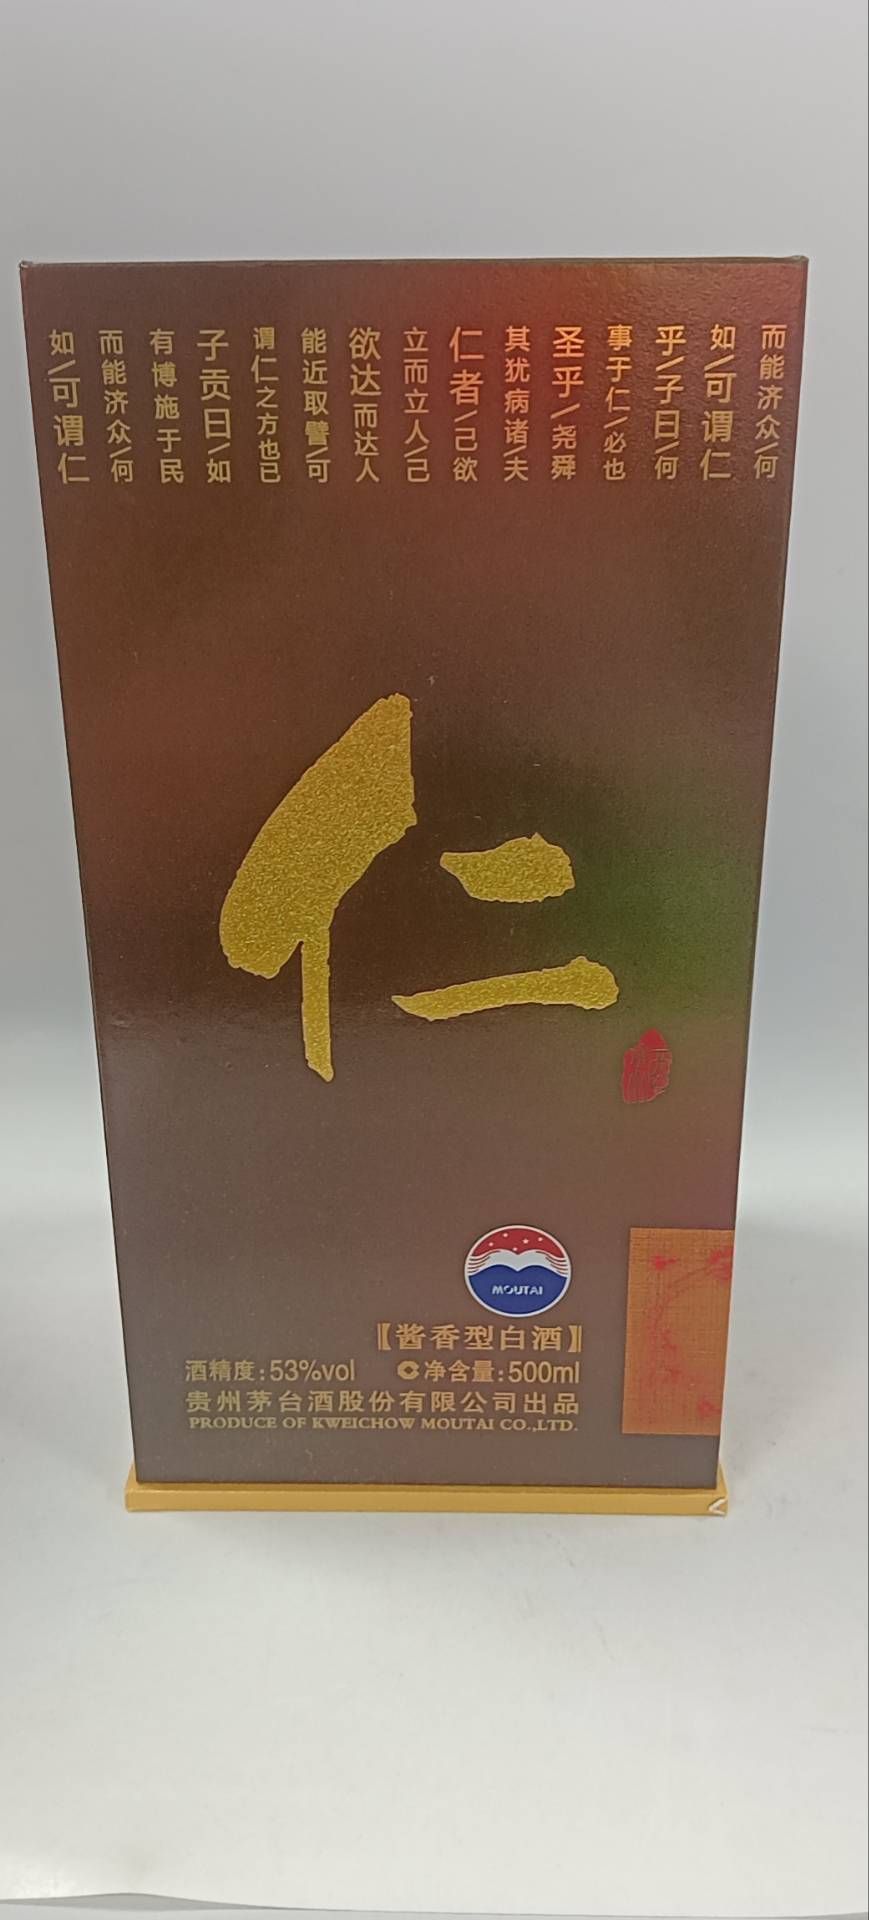 而能济众/何
如/可谓仁
乎/子曰/何
事于仁/必也
圣乎/尧舜
其犹病诸/夫
仁者/己欲
立而立人/己
欲达而达人
能近取譬/可
谓仁之方也已
子贡曰/如
有博施于民
而能济众/何
如/可谓仁
仁
MOUTAI
【酱香型白酒】
酒精度:53%vol 净含量:500ml
贵州茅台酒股份有限公司出品
PRODUCE OF KWEICHOW MOUTAI CO.,LTD.